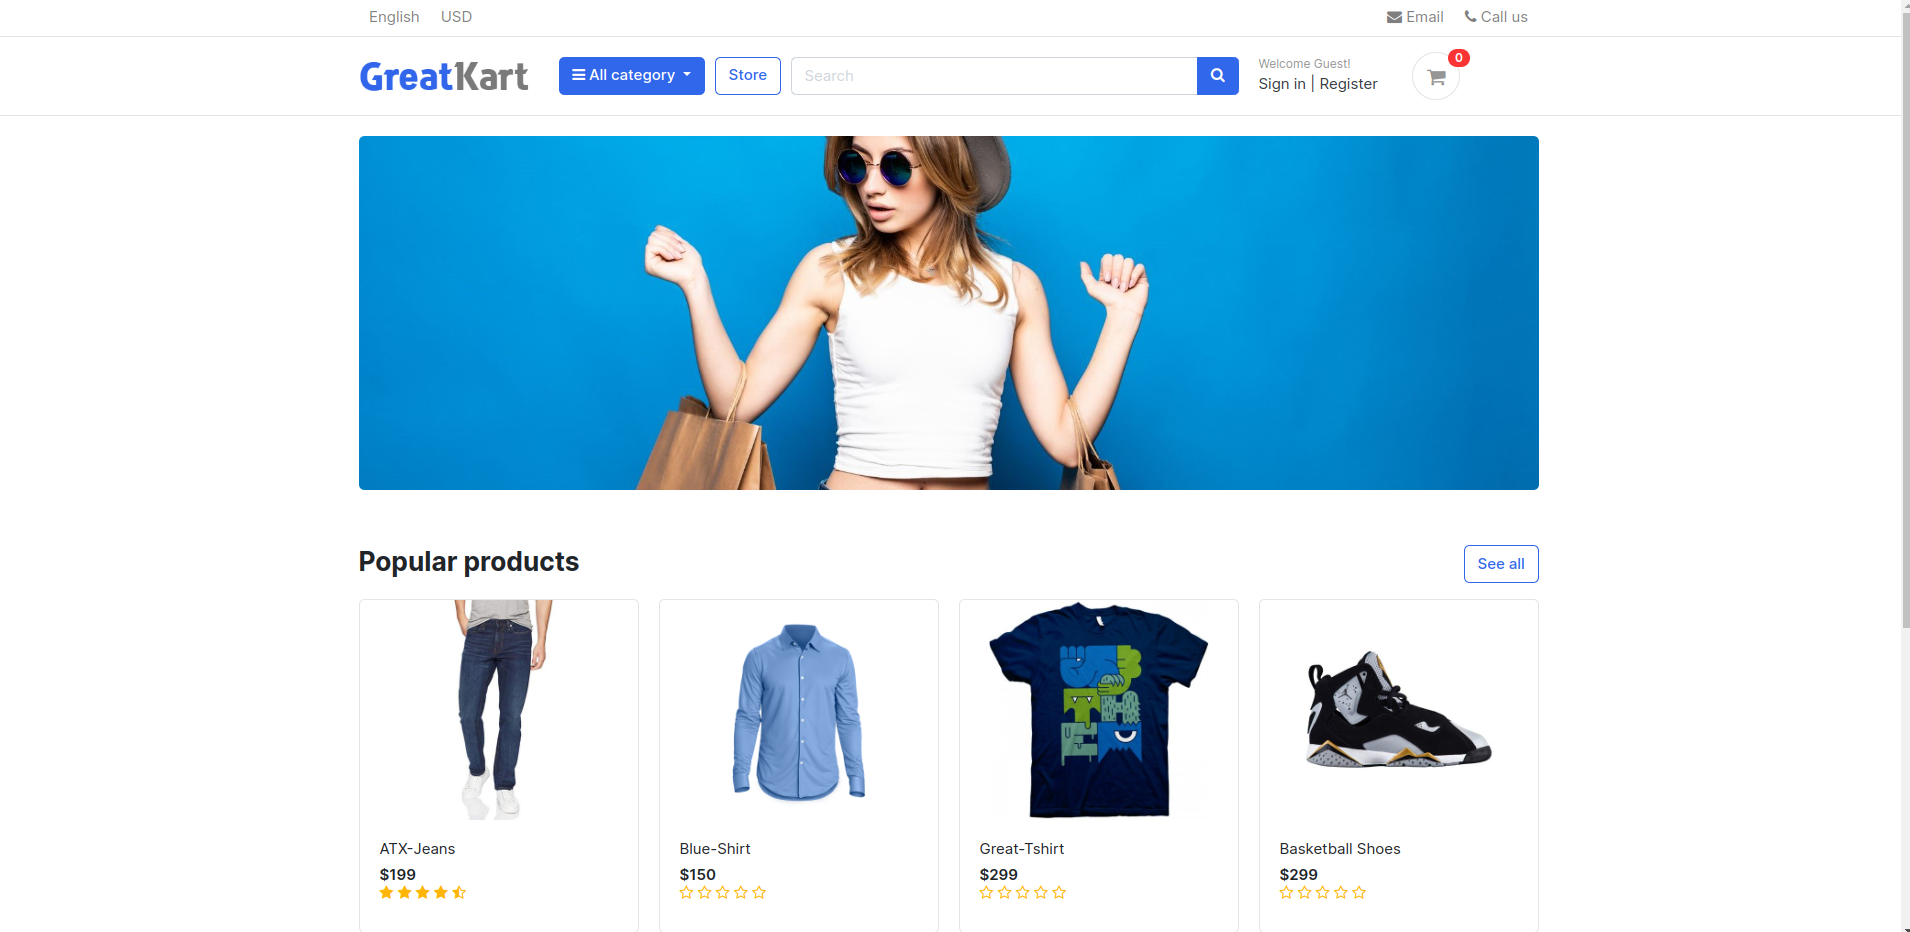 English USD Email Call us
GreatKart All category Store Search Welcome Guest! 0
Sign in | Register
Popular products See all
ATX-Jeans
$199
Blue-Shirt
$150
Great-Tshirt
$299
Basketball Shoes
$299